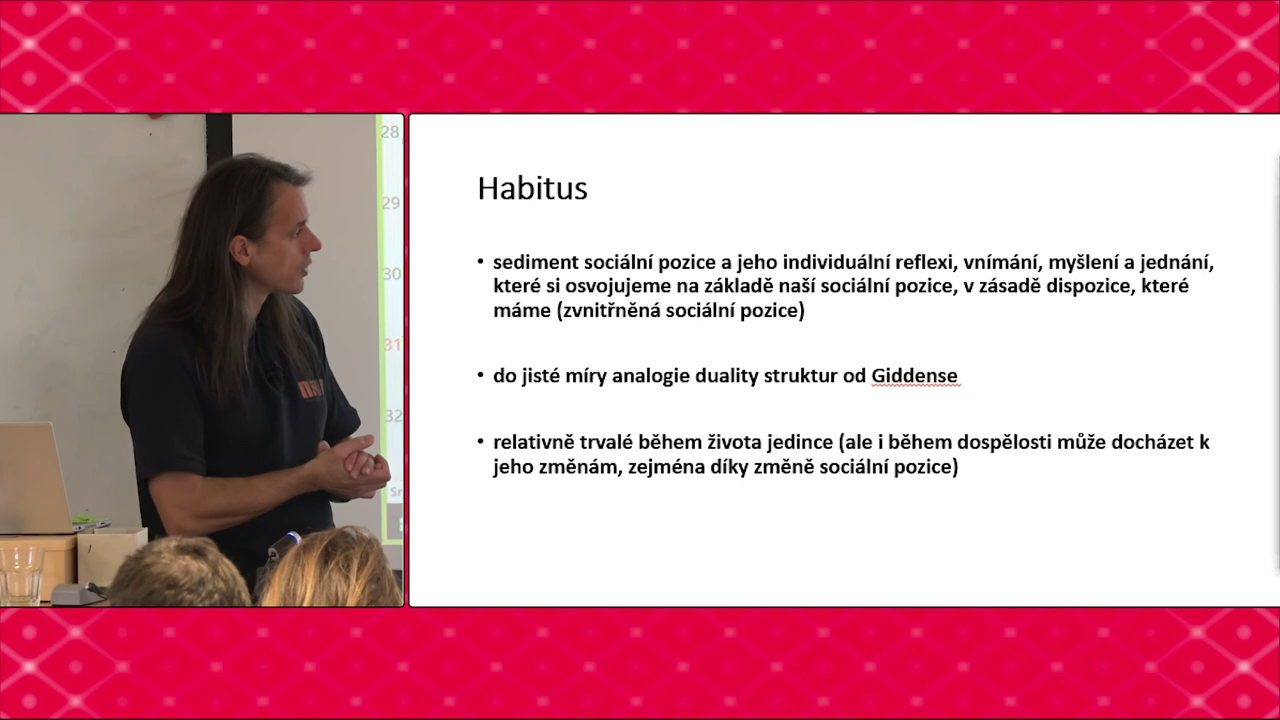 28
29
30
31
32
Habitus
• sediment sociální pozice a jeho individuální reflexi, vnímání, myšlení a jednání,
které si osvojujeme na základě naší sociální pozice, v zásadě dispozice, které
máme (zvnitřněná sociální pozice)
• do jisté míry analogie duality struktur od Giddense
• relativně trvalé během života jedince (ale i během dospělosti může docházet k
jeho změnám, zejména díky změně sociální pozice)